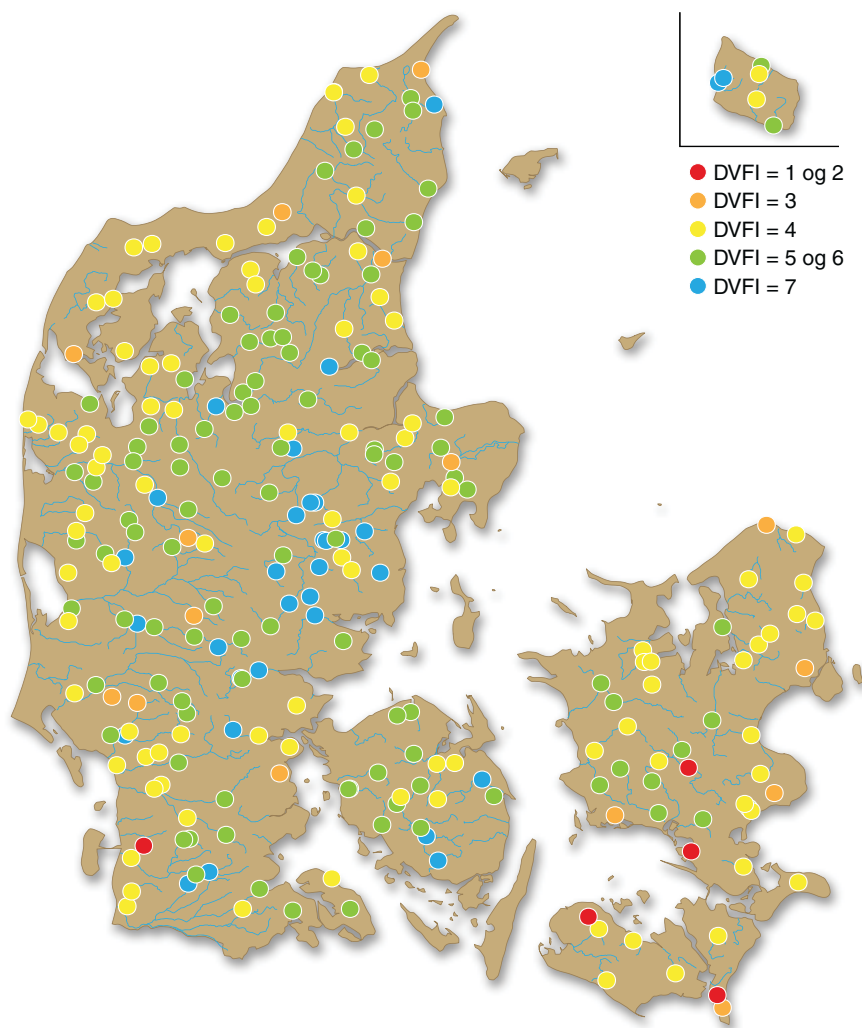 DVFI = 1 og 2
DVFI = 3
DVFI = 4
DVFI = 5 og 6
DVFI = 7